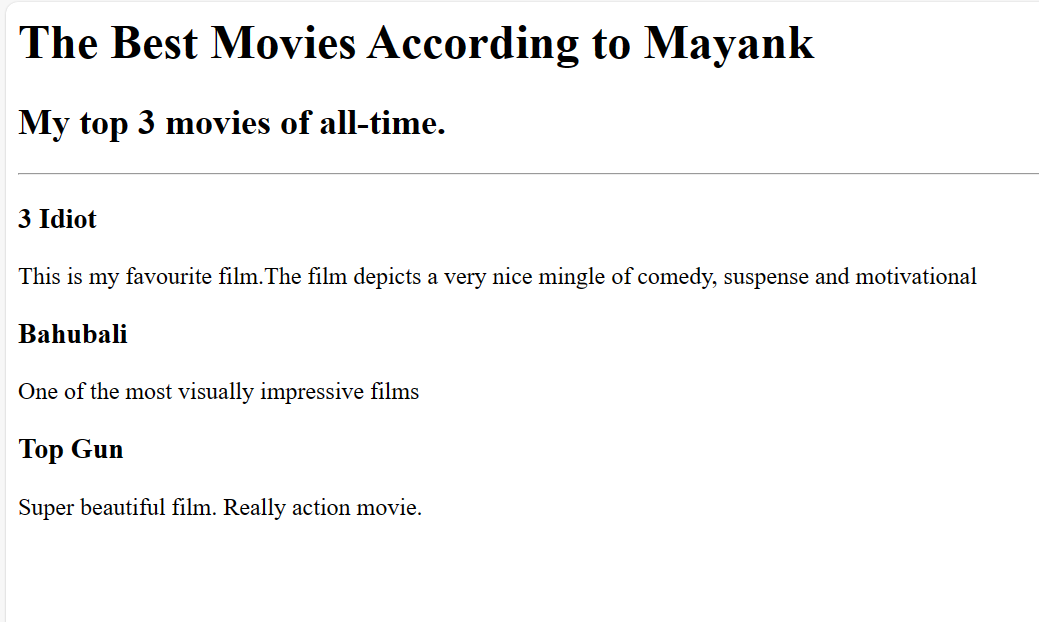 The Best Movies According to Mayank
My top 3 movies of all-time.
3 Idiot
This is my favourite film.The film depicts a very nice mingle of comedy, suspense and motivational
Bahubali
One of the most visually impressive films
Top Gun
Super beautiful film. Really action movie.